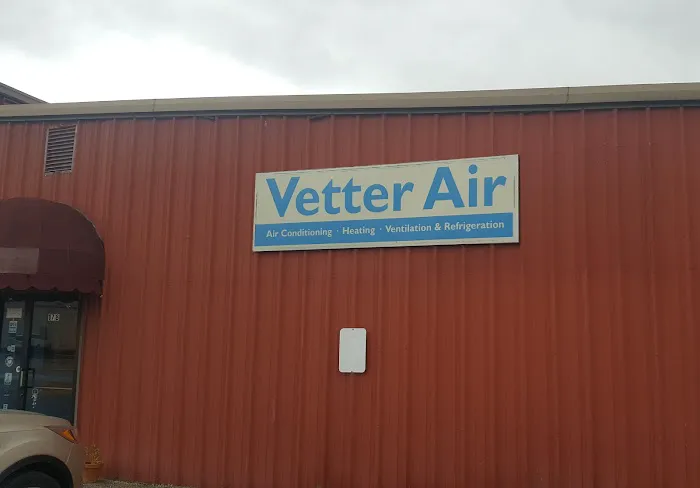 Vetter Air
Air Conditioning · Heating · Ventilation & Refrigeration